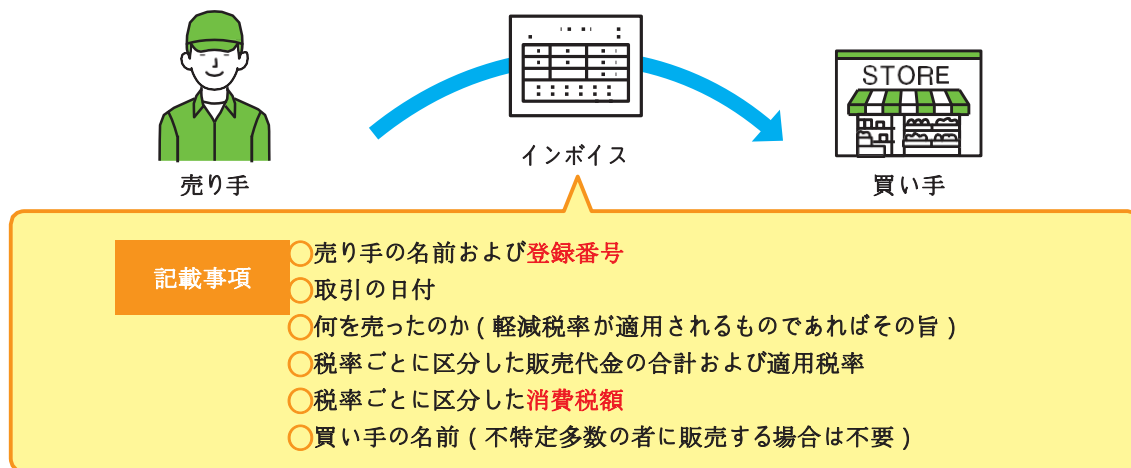 STORE
インボイス
売り手
買い手
記載事項
○売り手の名前および登録番号
○取引の日付
○何を売ったのか ( 軽減税率が適用されるものであればその旨 )
○税率ごとに区分した販売代金の合計および適用税率
○税率ごとに区分した消費税額
○買い手の名前 ( 不特定多数の者に販売する場合は不要 )